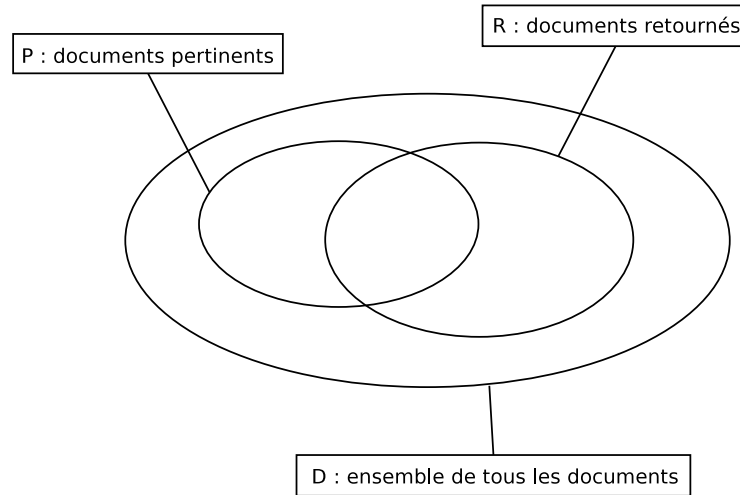 R : documents retournés
P : documents pertinents
D : ensemble de tous les documents